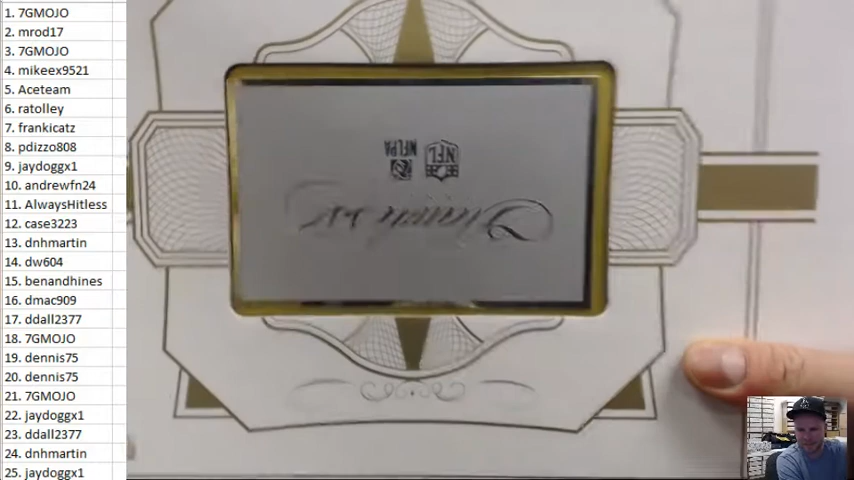 1. 7GMOJO
2. mrod17
3. 7GMOJO
4. mikeex9521
5. Aceteam
6. ratolley
7. frankicatz
8. pdizzo808
9. jaydoggx1
10. andrewfn24
11. AlwaysHitless
12. case3223
13. dnhmartin
14. dw604
15. benandhines
16. dmac909
17. ddall2377
18. 7GMOJO
19. dennis75
20. dennis75
21. 7GMOJO
22. jaydoggx1
23. ddall2377
24. dnhmartin
25. jaydoggx1
NFLPA
NFL